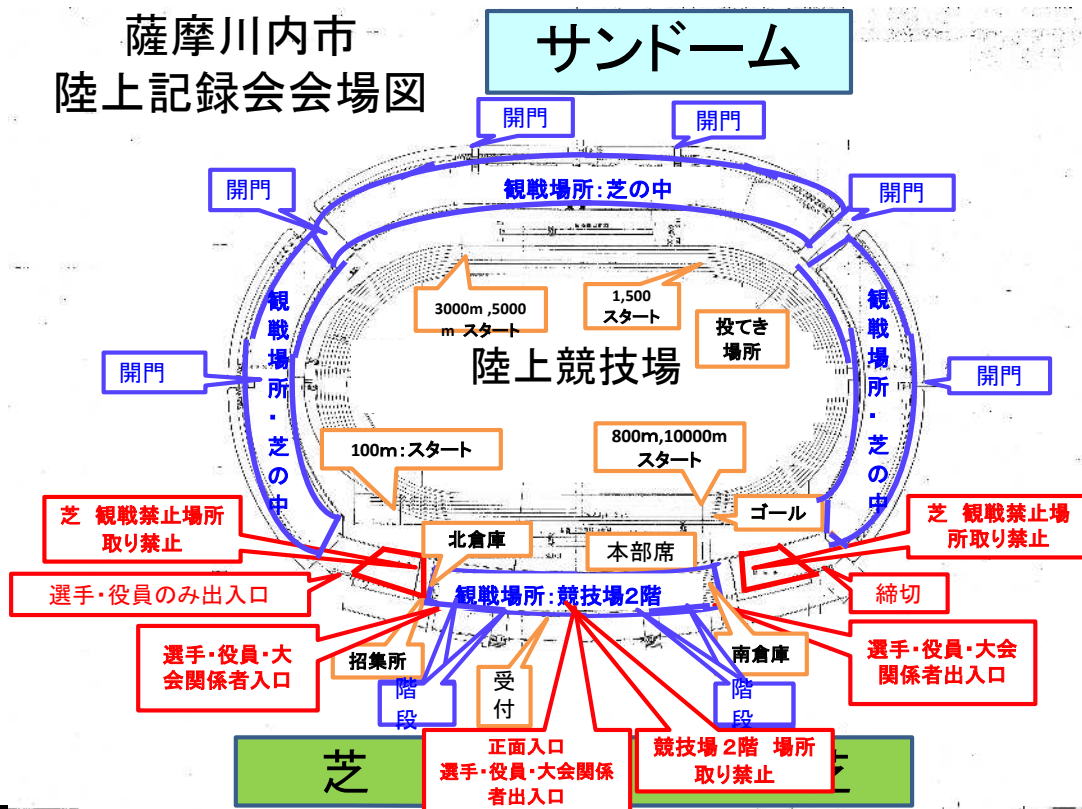 薩摩川内市
陸上記録会会場図
サンドーム
開門
開門
開門
開門
観戦場所:芝の中
観戦場所・芝の中
観戦場所・芝の中
3000m ,5000
m スタート
1,500
スタート
投てき
場所
陸上競技場
開門
開門
100m:スタート
800m,10000m
スタート
ゴール
芝 観戦禁止場所
取り禁止
北倉庫
本部席
芝 観戦禁止場
所取り禁止
選手・役員のみ出入口
観戦場所:競技場2階
締切
選手・役員・大
会関係者入口
招集所
階
段
受
付
階
段
南倉庫
選手・役員・大会
関係者出入口
正面入口
選手・役員・大会関係
者出入口
競技場2階 場所
取り禁止
芝
芝